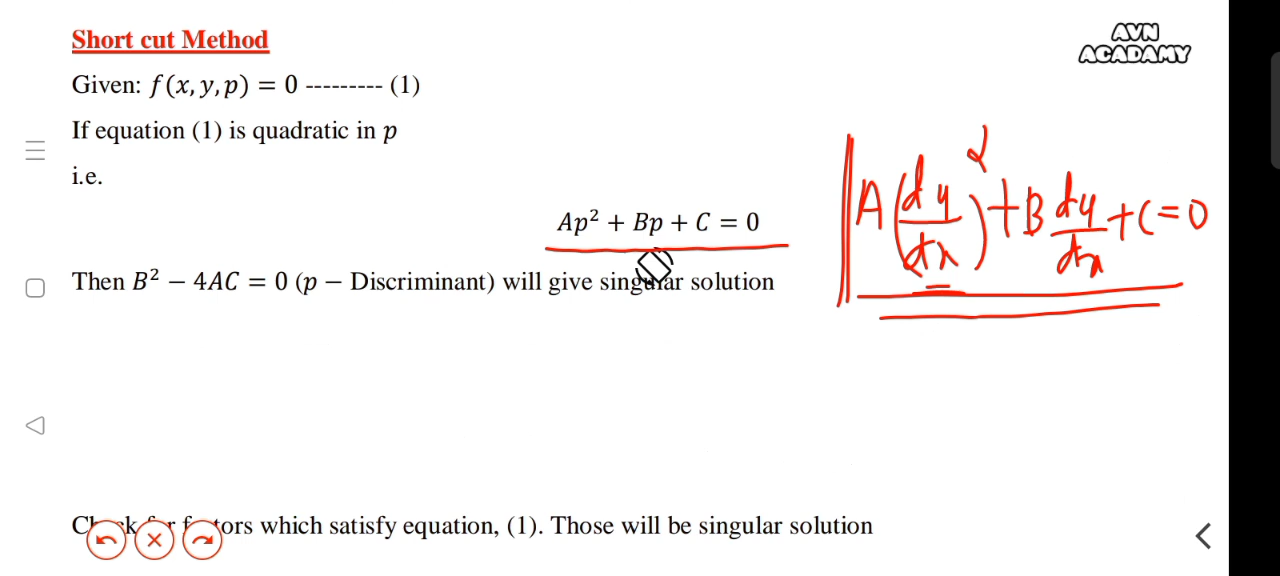 Short cut Method
AVN
ACADAMY
Given: f(x, y, p) = 0 --------- (1)
If equation (1) is quadratic in p
i.e.
Ap² + Bp + C = 0
A(dy/dx)² + B dy/dx + C = 0
Then B² − 4AC = 0 (p − Discriminant) will give singular solution
which satisfy equation, (1). Those will be singular solution